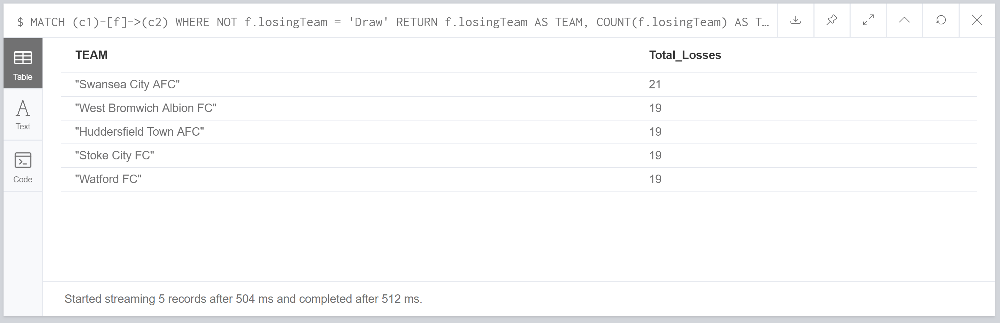 $ MATCH (c1)-[f]->(c2) WHERE NOT f.losingTeam = 'Draw' RETURN f.losingTeam AS TEAM, COUNT(f.losingTeam) AS T…
Table
Text
Code
TEAM Total_Losses
"Swansea City AFC" 21
"West Bromwich Albion FC" 19
"Huddersfield Town AFC" 19
"Stoke City FC" 19
"Watford FC" 19
Started streaming 5 records after 504 ms and completed after 512 ms.